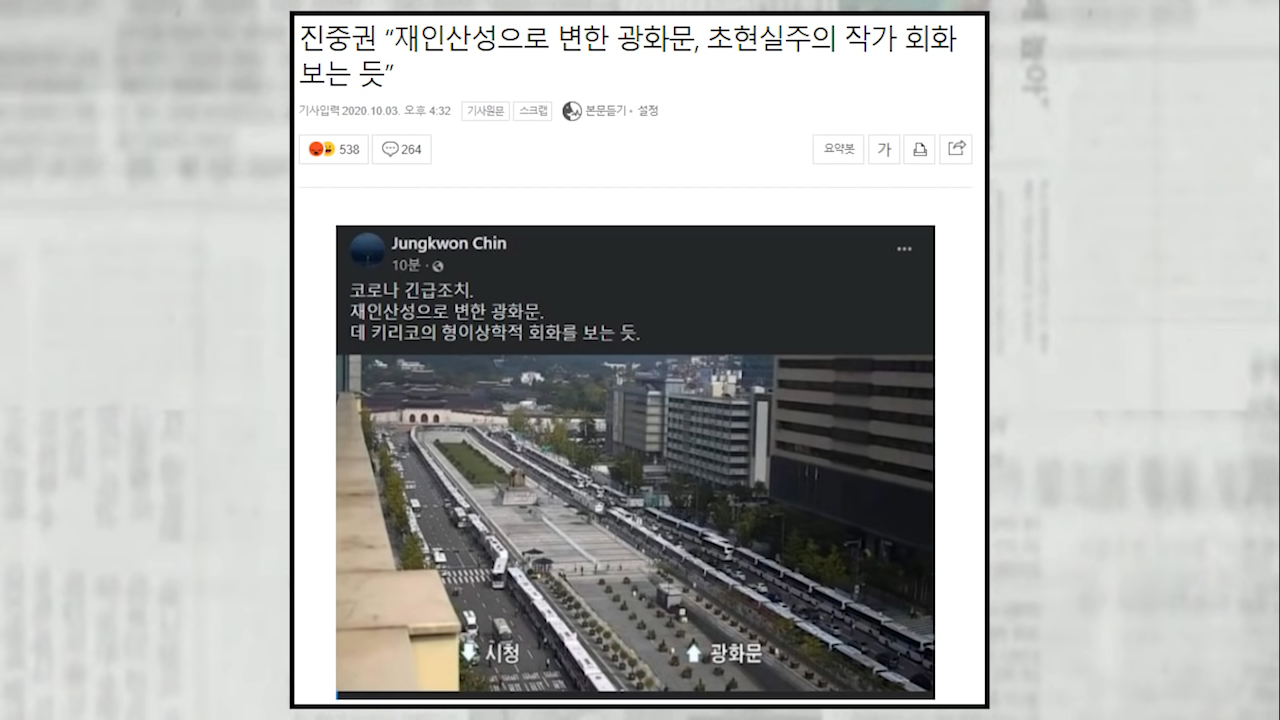 진중권 “재인산성으로 변한 광화문, 초현실주의 작가 회화
보는 듯”
기사입력 2020.10.03. 오후 4:32 기사원문 스크랩 본문듣기 · 설정
538 264 요약봇 가
Jungkwon Chin
10분 ·
코로나 긴급조치.
재인산성으로 변한 광화문.
데 키리코의 형이상학적 회화를 보는 듯.
시청 광화문